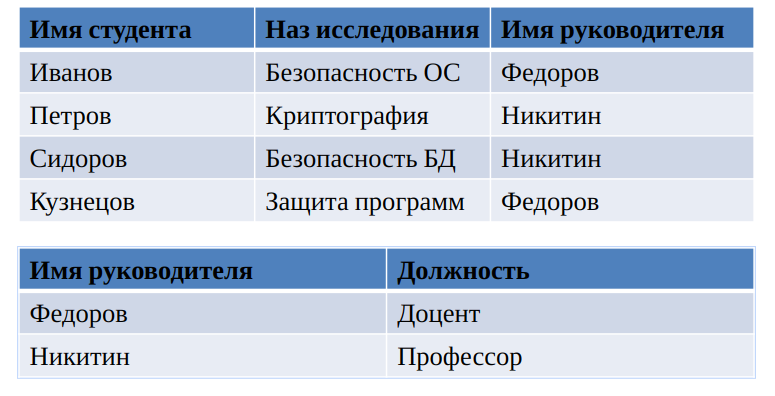 Имя студента Наз исследования Имя руководителя
Иванов Безопасность ОС Федоров
Петров Криптография Никитин
Сидоров Безопасность БД Никитин
Кузнецов Защита программ Федоров
Имя руководителя Должность
Федоров Доцент
Никитин Профессор